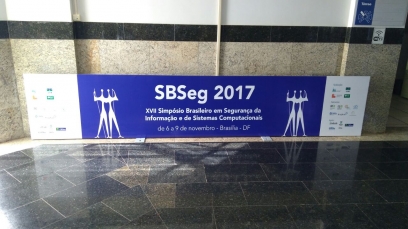 SBSeg 2017
XVII Simpósio Brasileiro em Segurança da
Informação e de Sistemas Computacionais
de 6 a 9 de novembro - Brasília - DF